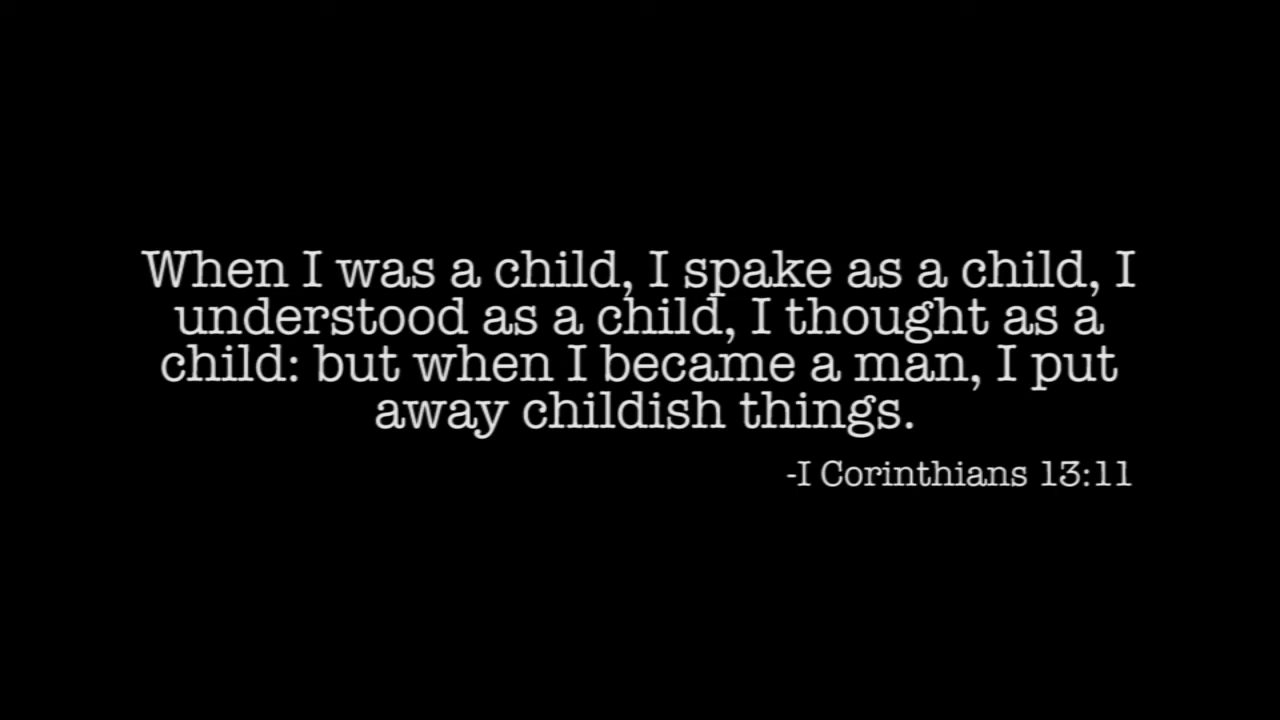 When I was a child, I spake as a child, I
understood as a child, I thought as a
child: but when I became a man, I put
away childish things.
-I Corinthians 13:11